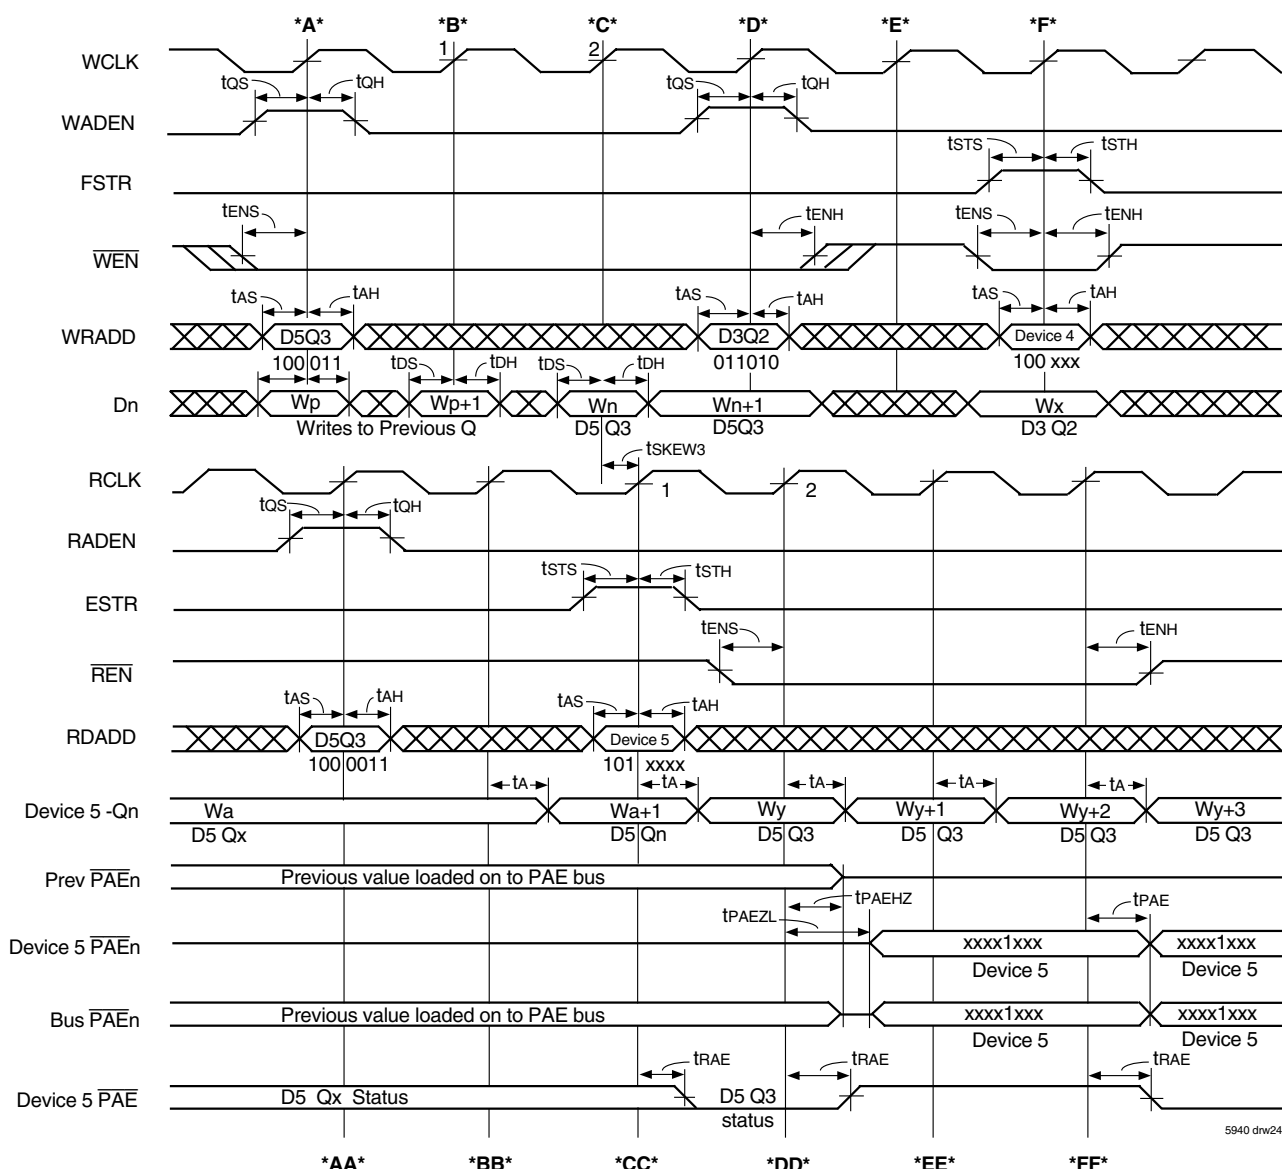 *A* *B* *C* *D* *E* *F*
WCLK 1 2
tQS tQH tQS tQH
WADEN
tSTS tSTH
FSTR
tENS tENH tENS tENH
WEN
tAS tAH tAS tAH tAS tAH
WRADD D5Q3 D3Q2 Device 4
100 011 011010 100 xxx
tDS tDH tDS tDH
Dn Wp Wp+1 Wn Wn+1 Wx
Writes to Previous Q D5 Q3 D5Q3 D3 Q2
tSKEW3
RCLK 1 2
tQS tQH
RADEN
tSTS tSTH
ESTR
tENS tENH
REN
tAS tAH tAS tAH
RDADD D5Q3 Device 5
100 0011 101 xxxx
tA tA tA tA tA
Device 5 -Qn Wa Wa+1 Wy Wy+1 Wy+2 Wy+3
D5 Qx D5 Qn D5 Q3 D5 Q3 D5 Q3 D5 Q3
Prev PAEn Previous value loaded on to PAE bus
tPAEHZ tPAE
tPAEZL
Device 5 PAEn xxxx1xxx xxxx1xxx
Device 5 Device 5
Bus PAEn Previous value loaded on to PAE bus xxxx1xxx xxxx1xxx
Device 5 Device 5
tRAE tRAE tRAE
Device 5 PAE D5 Qx Status D5 Q3
status
5940 drw24
*AA* *BB* *CC* *DD* *EE* *FF*